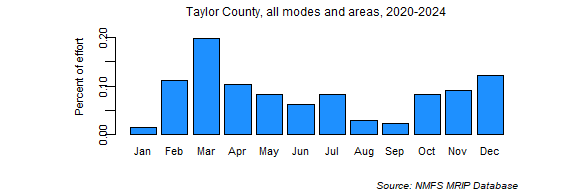 Taylor County, all modes and areas, 2020-2024
Percent of effort
0.20
0.10
0.00
Jan Feb Mar Apr May Jun Jul Aug Sep Oct Nov Dec
Source: NMFS MRIP Database